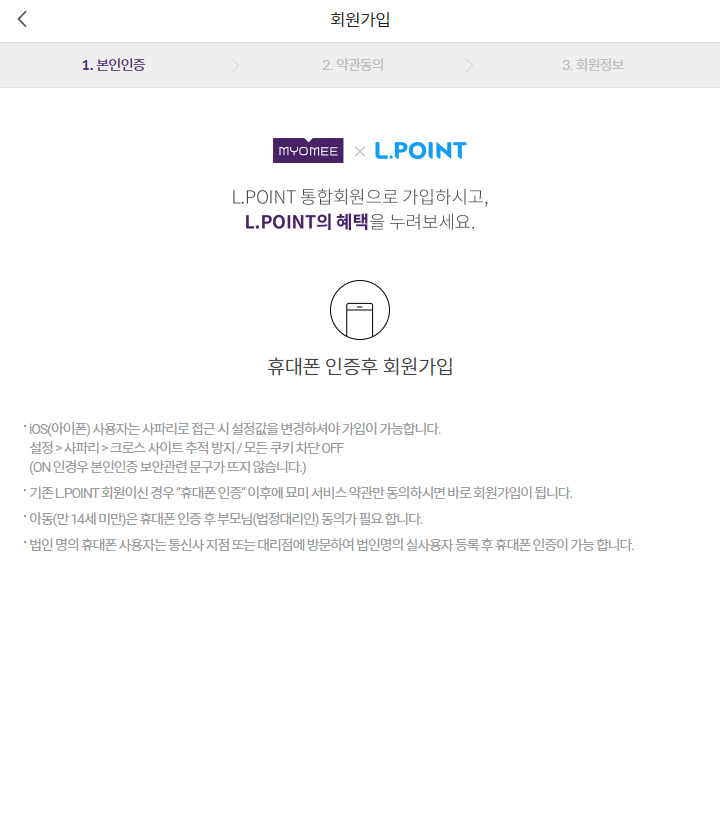 회원가입
1. 본인인증
2. 약관동의
3. 회원정보
MYOMEE × L.POINT
L.POINT 통합회원으로 가입하시고,
L.POINT의 혜택을 누려보세요.
휴대폰 인증후 회원가입
· iOS(아이폰) 사용자는 사파리로 접근 시 설정값을 변경하셔야 가입이 가능합니다.
설정 > 사파리 > 크로스 사이트 추적 방지 / 모든 쿠키 차단 OFF
(ON 인경우 본인인증 보안관련 문구가 뜨지 않습니다.)
· 기존 L.POINT 회원이신 경우 “휴대폰 인증“ 이후에 묘미 서비스 약관만 동의하시면 바로 회원가입이 됩니다.
· 아동(만 14세 미만)은 휴대폰 인증 후 부모님(법정대리인) 동의가 필요 합니다.
· 법인 명의 휴대폰 사용자는 통신사 지점 또는 대리점에 방문하여 법인명의 실사용자 등록 후 휴대폰 인증이 가능 합니다.